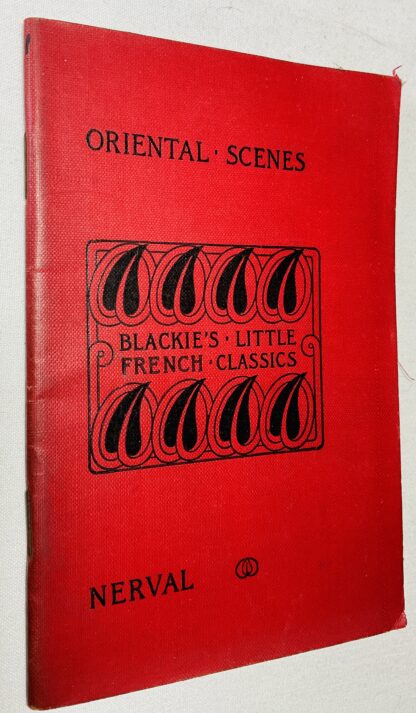 ORIENTAL · SCENES
BLACKIE'S · LITTLE
FRENCH · CLASSICS
NERVAL